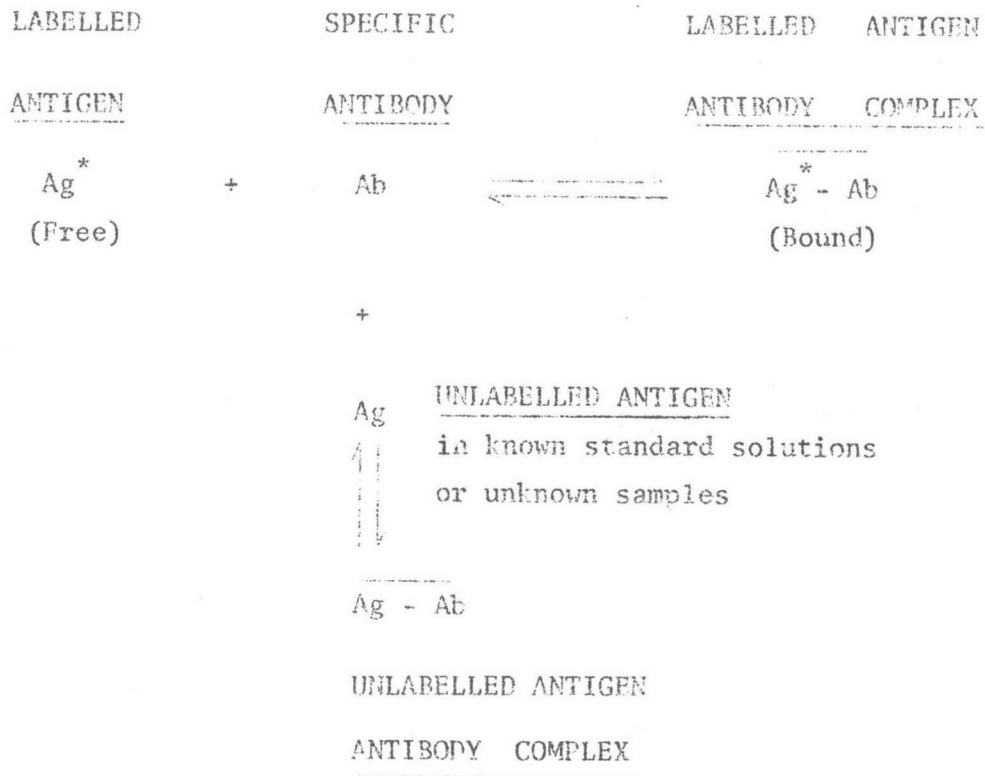 LABELLED SPECIFIC LABELLED ANTIGEN
ANTIGEN ANTIBODY ANTIBODY COMPLEX
Ag* + Ab ⇌ Ag* - Ab
(Free) (Bound)
+
Ag UNLABELLED ANTIGEN
in known standard solutions
or unknown samples
Ag - Ab
UNLABELLED ANTIGEN
ANTIBODY COMPLEX